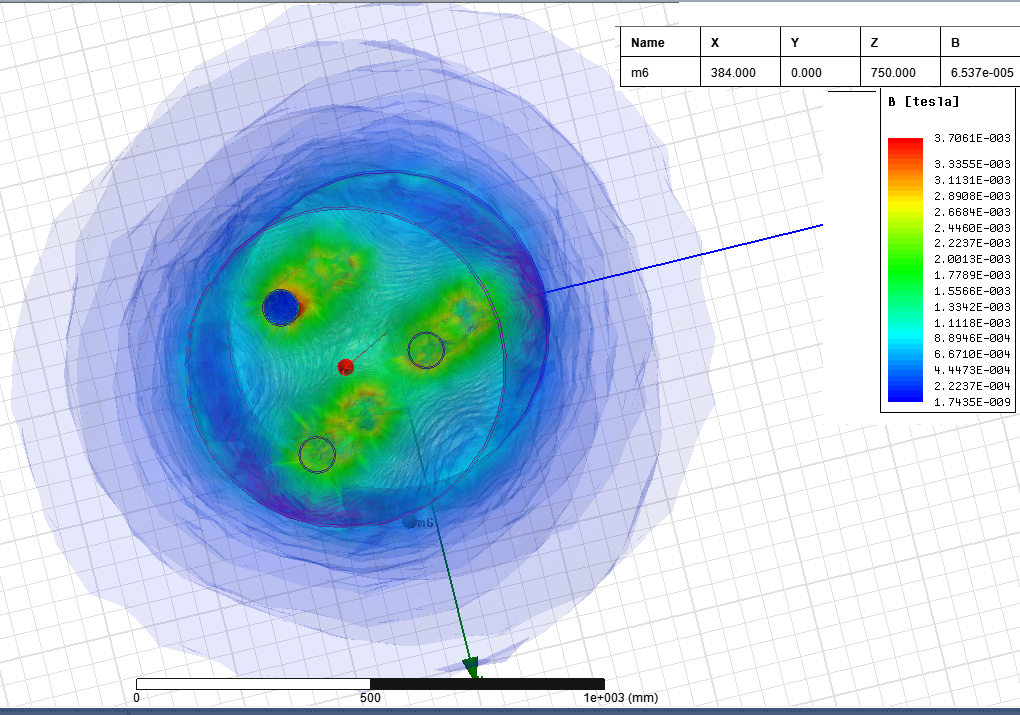 Name X Y Z B
m6 384.000 0.000 750.000 6.537e-005
B [tesla]
3.7061E-003
3.3355E-003
3.1131E-003
2.8908E-003
2.6684E-003
2.4460E-003
2.2237E-003
2.0013E-003
1.7789E-003
1.5566E-003
1.3342E-003
1.1118E-003
8.8946E-004
6.6710E-004
4.4473E-004
2.2237E-004
1.7435E-009
m6
0 500 1e+003 (mm)